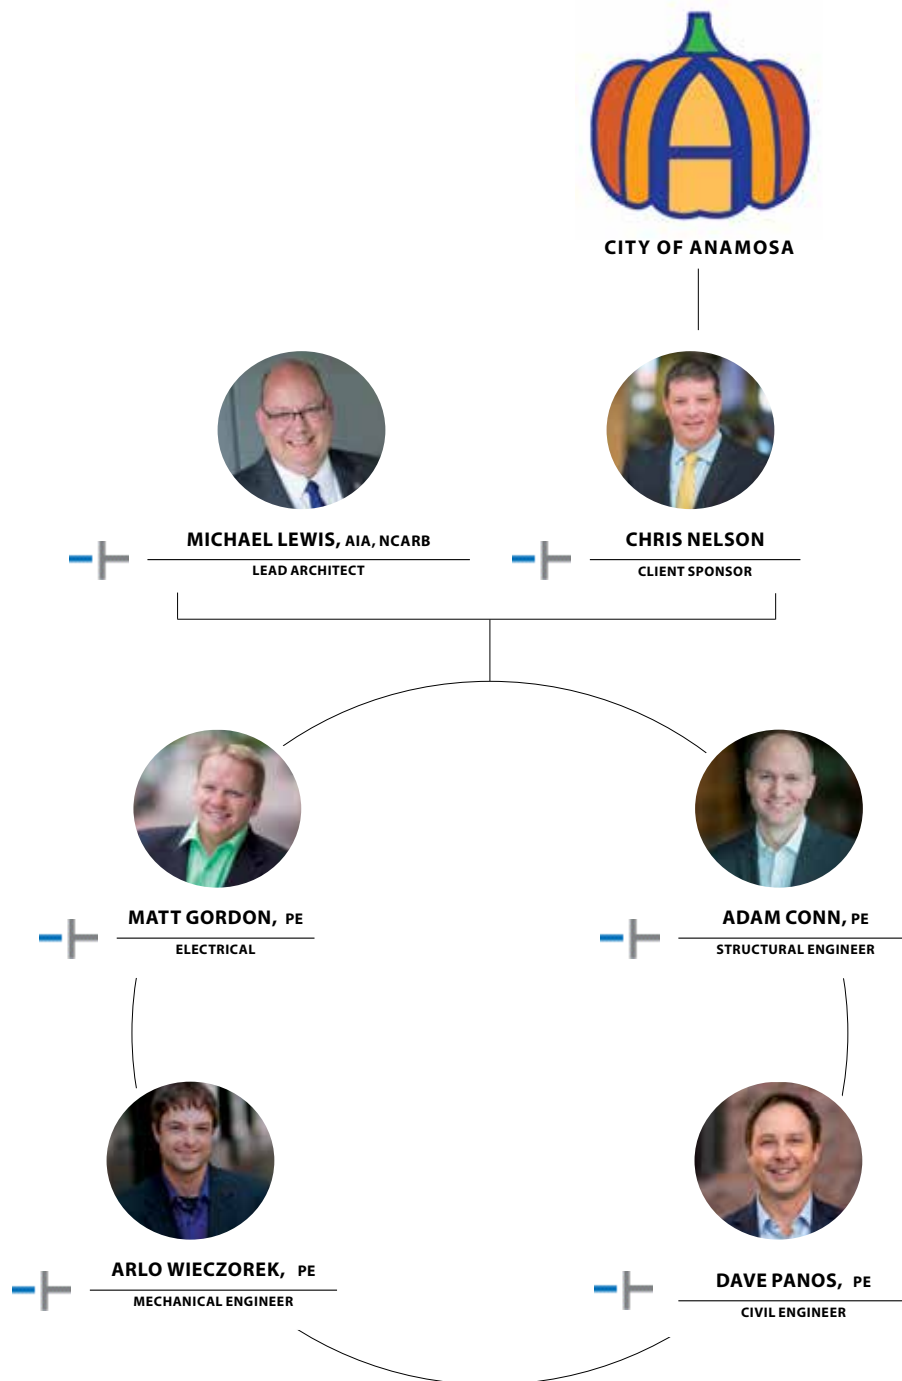 CITY OF ANAMOSA
MICHAEL LEWIS, AIA, NCARB
LEAD ARCHITECT
CHRIS NELSON
CLIENT SPONSOR
MATT GORDON, PE
ELECTRICAL
ADAM CONN, PE
STRUCTURAL ENGINEER
ARLO WIECZOREK, PE
MECHANICAL ENGINEER
DAVE PANOS, PE
CIVIL ENGINEER